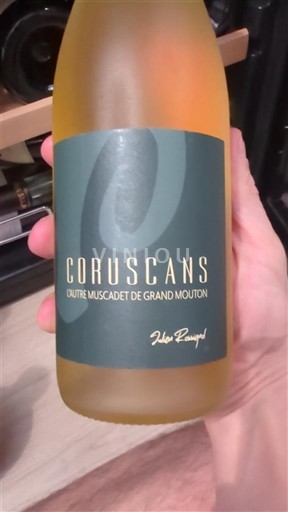 viniou
CORUSCANS
L'AUTRE MUSCADET DE GRAND MOUTON